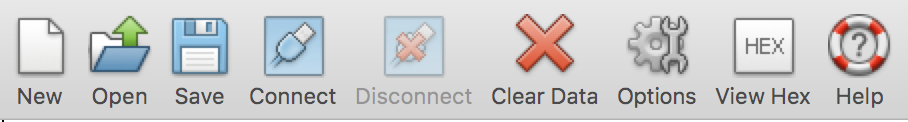 HEX
New Open Save Connect Disconnect Clear Data Options View Hex Help